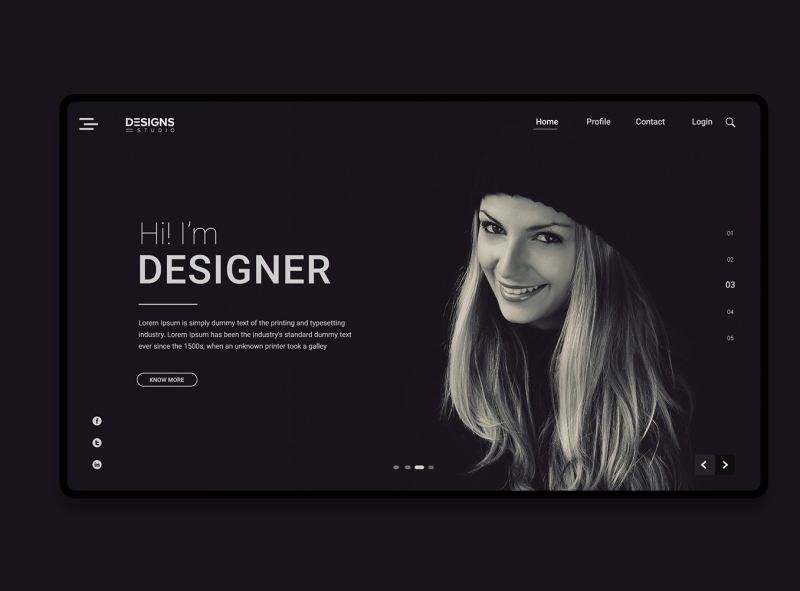 DESIGNS
STUDIO
Home
Profile
Contact
Login
Hi! I'm
DESIGNER
Lorem Ipsum is simply dummy text of the printing and typesetting
industry. Lorem Ipsum has been the industry's standard dummy text
ever since the 1500s, when an unknown printer took a galley
KNOW MORE
01
02
03
04
05
f
t
in